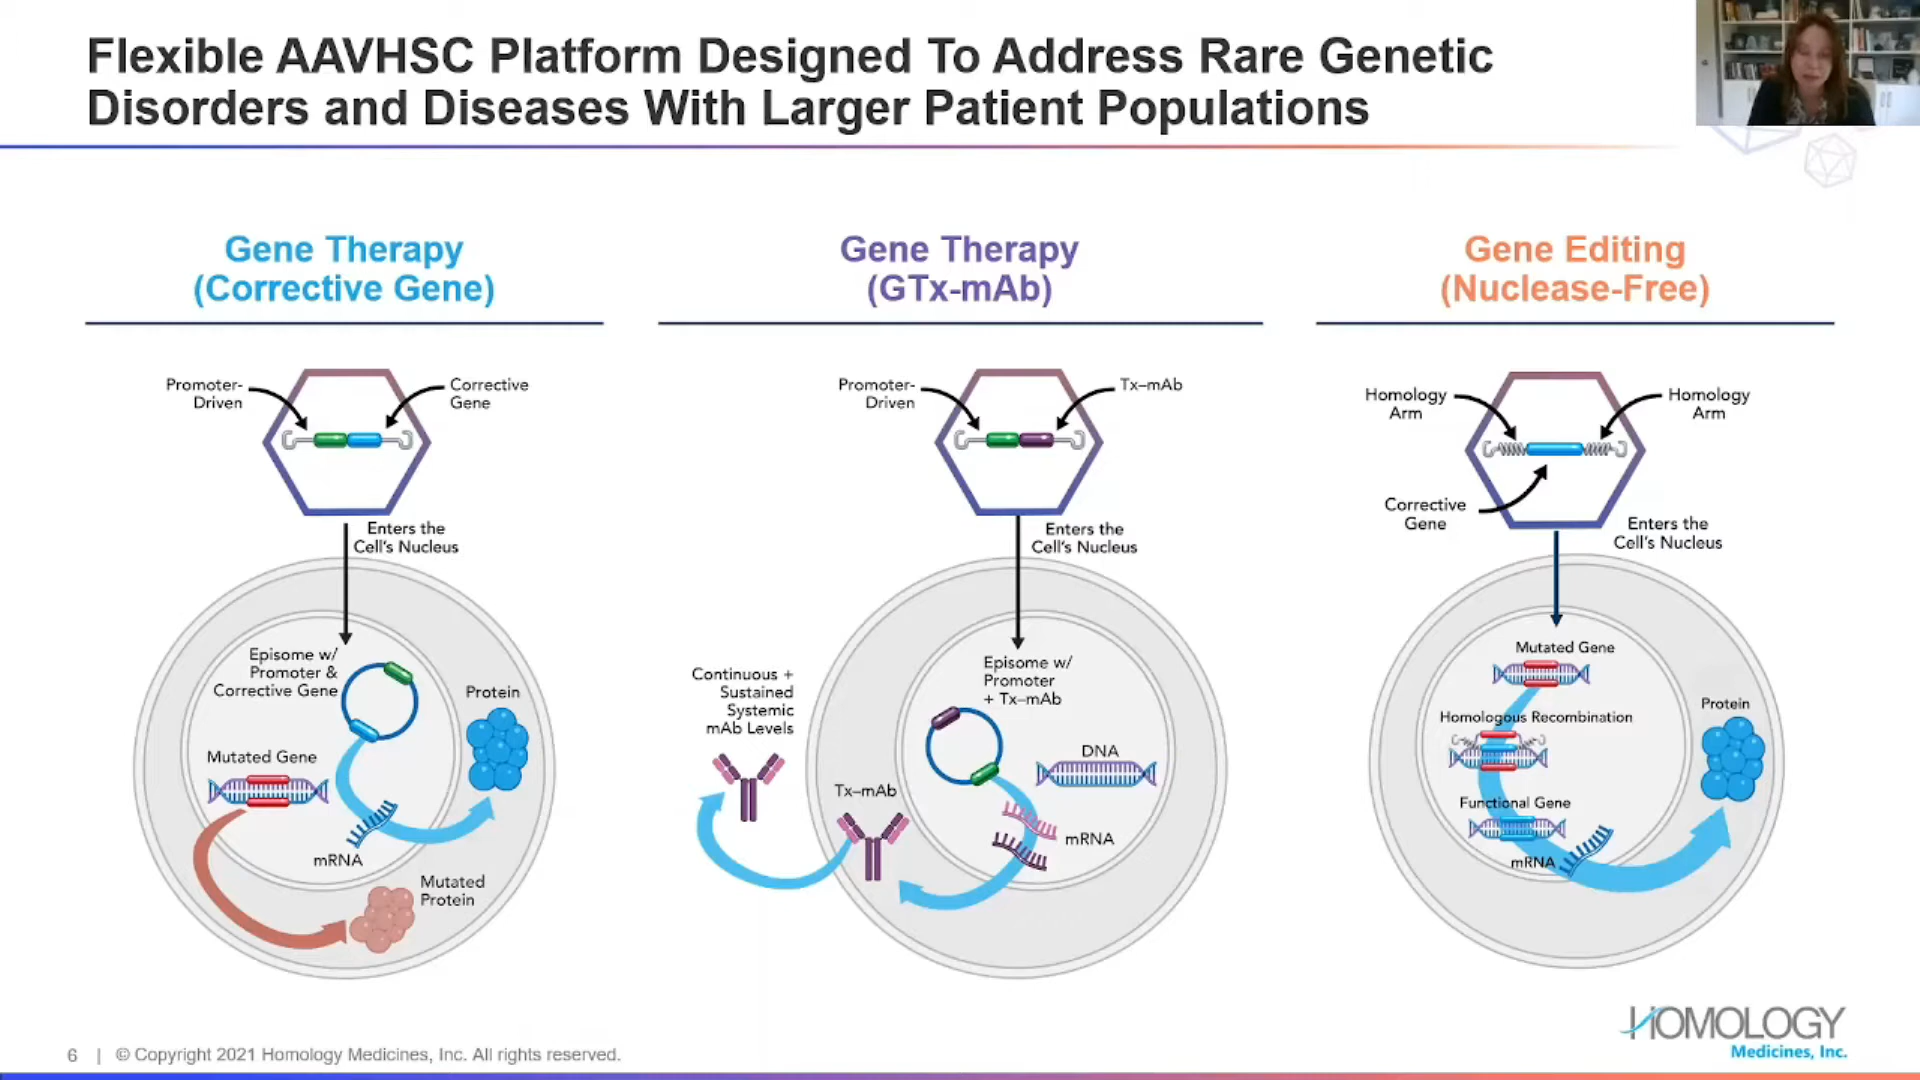 Flexible AAVHSC Platform Designed To Address Rare Genetic
Disorders and Diseases With Larger Patient Populations
Gene Therapy
(Corrective Gene)
Promoter-
Driven
Corrective
Gene
Enters the
Cell's Nucleus
Episome w/
Promoter &
Corrective Gene
Protein
Mutated Gene
mRNA
Mutated
Protein
Gene Therapy
(GTx-mAb)
Promoter-
Driven
Tx–mAb
Enters the
Cell's Nucleus
Continuous +
Sustained
Systemic
mAb Levels
Episome w/
Promoter
+ Tx–mAb
DNA
Tx–mAb
mRNA
Gene Editing
(Nuclease-Free)
Homology
Arm
Homology
Arm
Corrective
Gene
Enters the
Cell's Nucleus
Mutated Gene
Homologous Recombination
Protein
Functional Gene
mRNA
HOMOLOGY
Medicines, Inc.
6 | © Copyright 2021 Homology Medicines, Inc. All rights reserved.